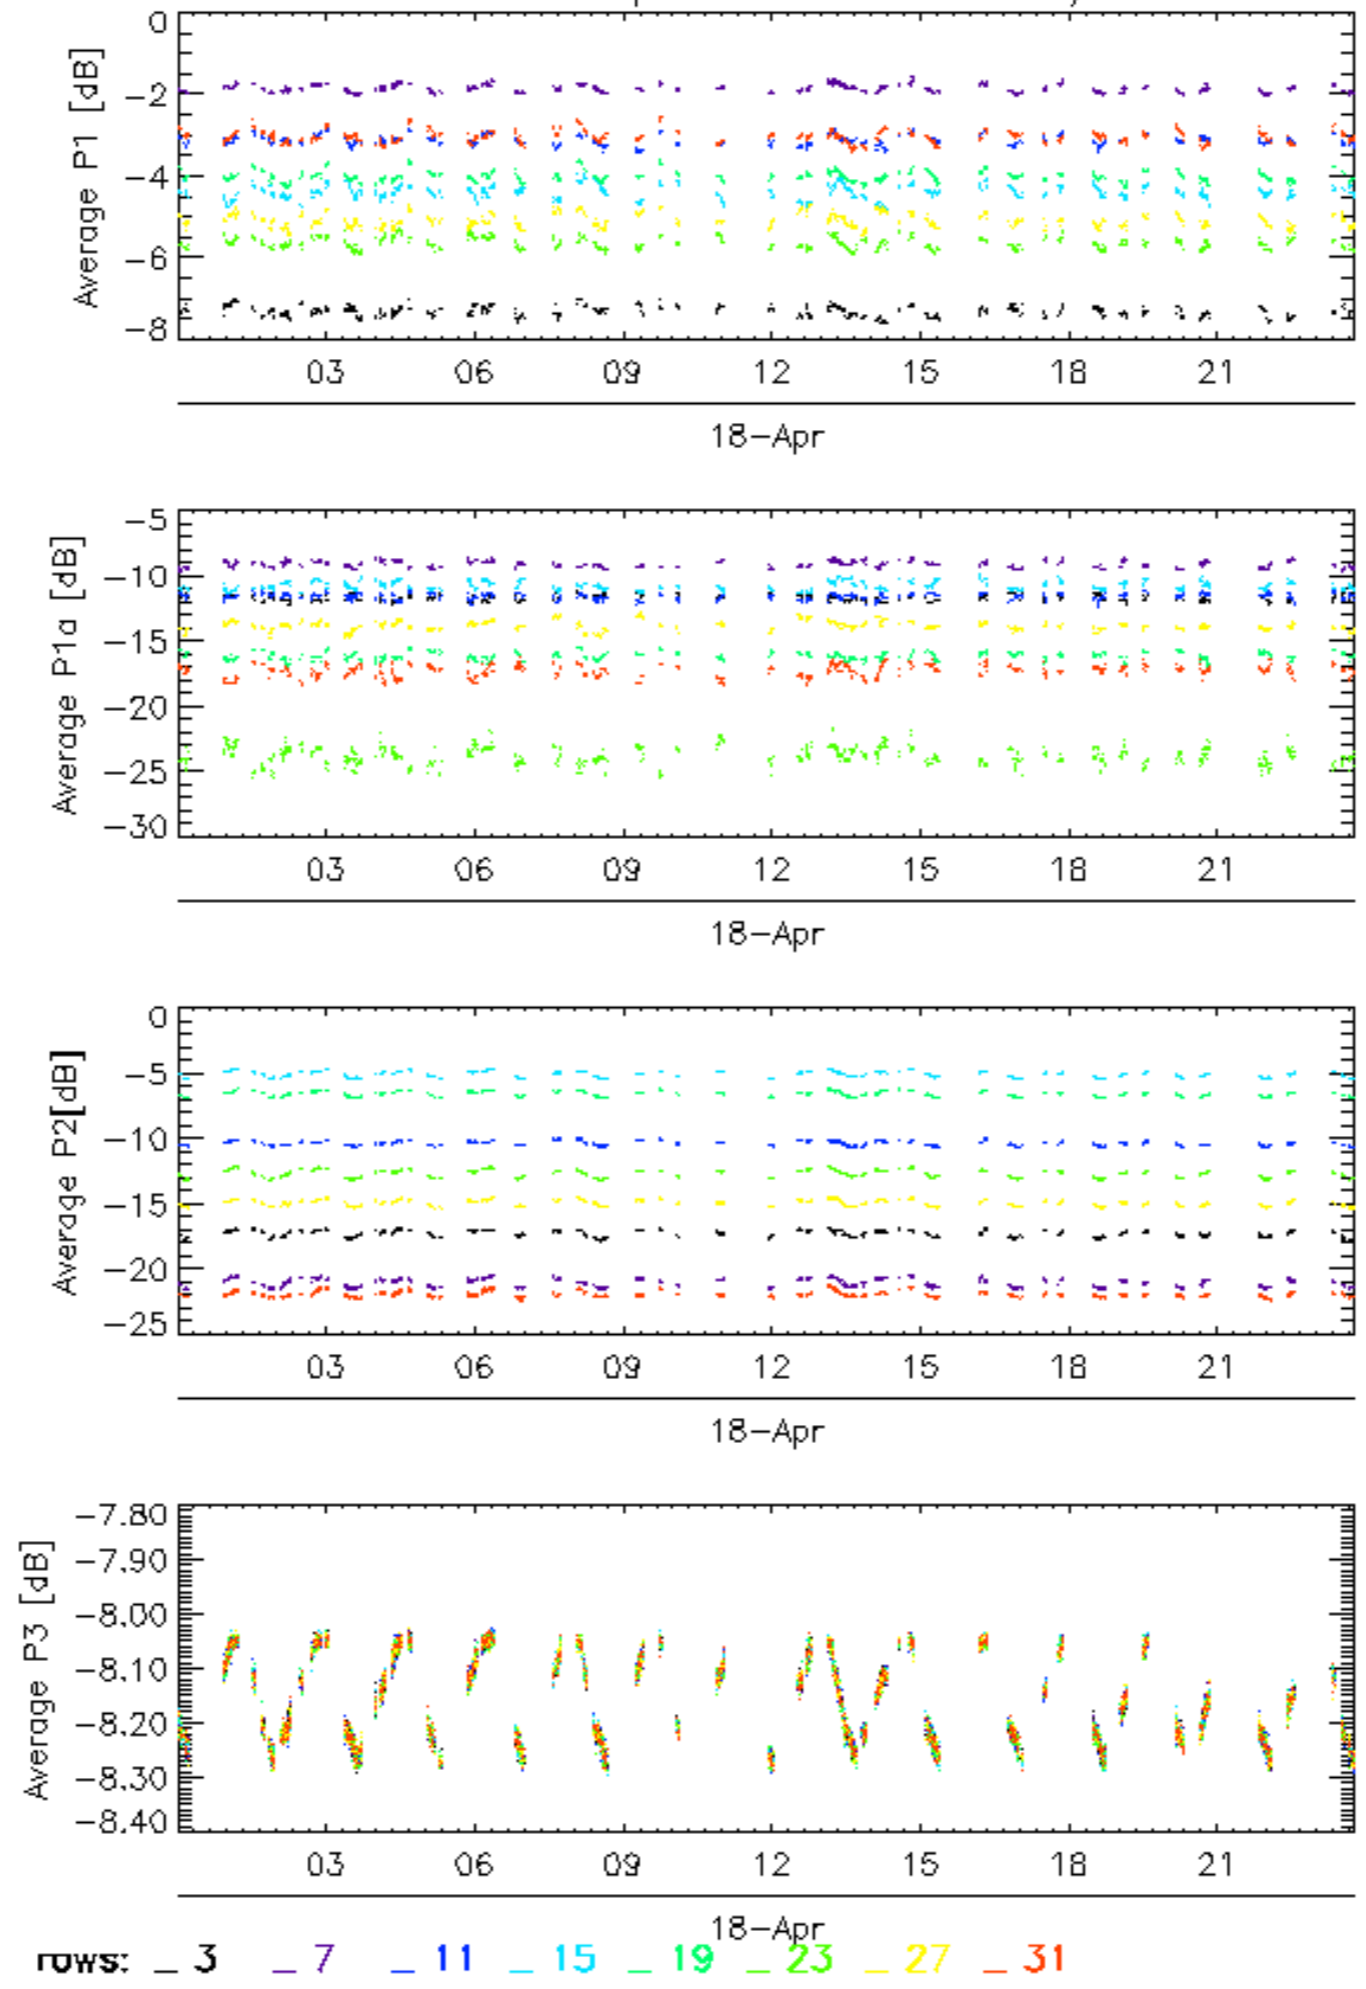 0
−2
−4
−6
−8
Average P1 [dB]
03 06 09 12 15 18 21
18−Apr
−5
−10
−15
−20
−25
−30
Average P1a [dB]
03 06 09 12 15 18 21
18−Apr
0
−5
−10
−15
−20
−25
Average P2[dB]
03 06 09 12 15 18 21
18−Apr
−7.80
−7.90
−8.00
−8.10
−8.20
−8.30
−8.40
Average P3 [dB]
03 06 09 12 15 18 21
18−Apr
rows: _ 3 _ 7 _ 11 _ 15 _ 19 _ 23 _ 27 _ 31